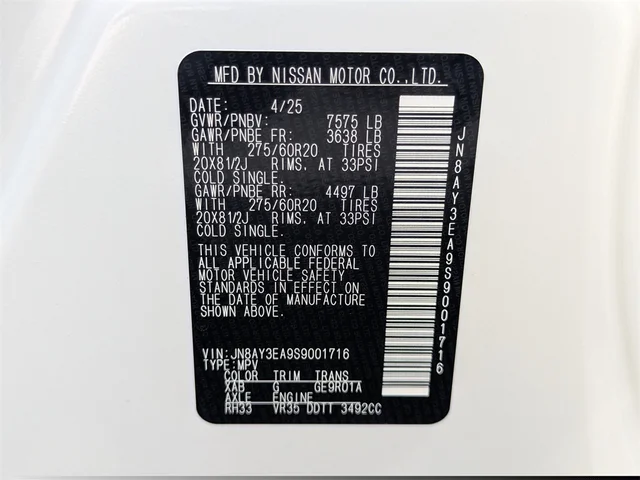 MFD BY NISSAN MOTOR CO.,LTD.
DATE: 4/25
GVWR/PNBV: 7575 LB
GAWR/PNBE FR: 3638 LB
WITH 275/60R20 TIRES
20X81/2J RIMS, AT 33PSI
COLD SINGLE.
GAWR/PNBE RR: 4497 LB
WITH 275/60R20 TIRES
20X81/2J RIMS, AT 33PSI
COLD SINGLE.
THIS VEHICLE CONFORMS TO
ALL APPLICABLE FEDERAL
MOTOR VEHICLE SAFETY
STANDARDS IN EFFECT ON
THE DATE OF MANUFACTURE
SHOWN ABOVE.
VIN: JN8AY3EA9S9001716
TYPE: MPV
COLOR TRIM TRANS
XAB G GE9R01A
AXLE ENGINE
RH33 VR35 DDTT 3492CC
JN8AY3EA9S9001716